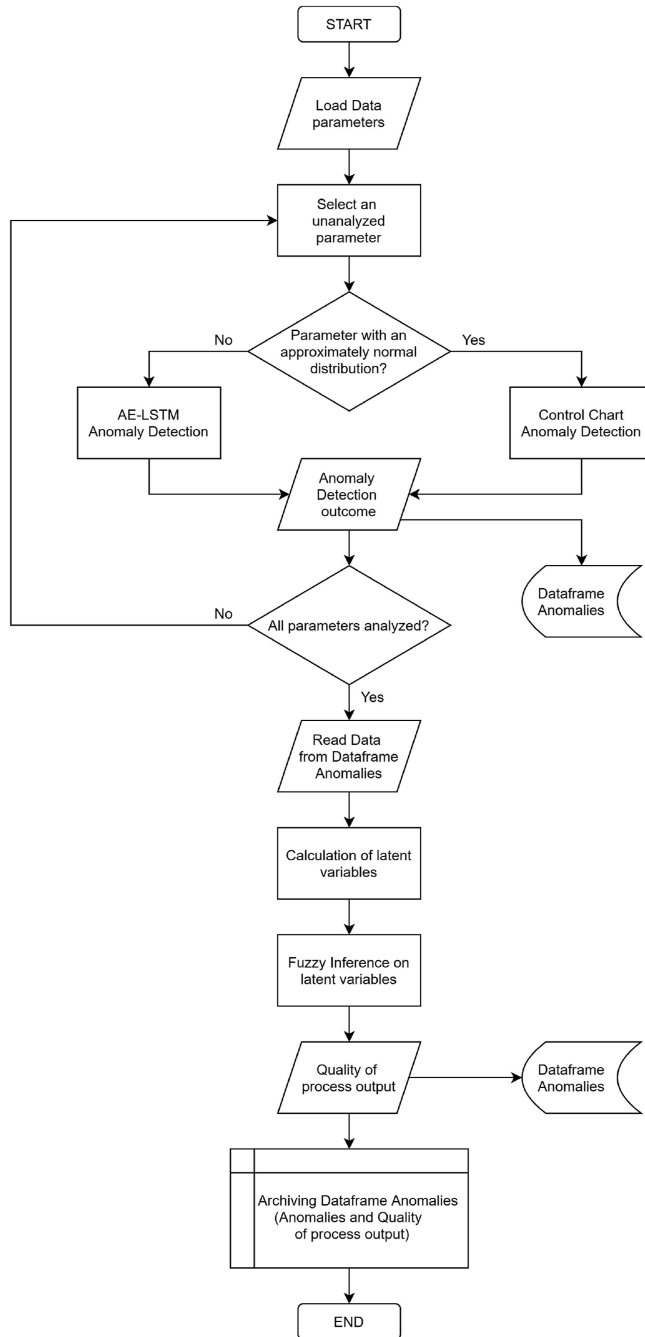 START
Load Data
parameters
Select an
unanalyzed
parameter
Parameter with an
approximately normal
distribution?
No
Yes
AE-LSTM
Anomaly Detection
Control Chart
Anomaly Detection
Anomaly
Detection
outcome
Dataframe
Anomalies
No
All parameters analyzed?
Yes
Read Data
from Dataframe
Anomalies
Calculation of latent
variables
Fuzzy Inference on
latent variables
Quality of
process output
Dataframe
Anomalies
Archiving Dataframe Anomalies
(Anomalies and Quality
of process output)
END